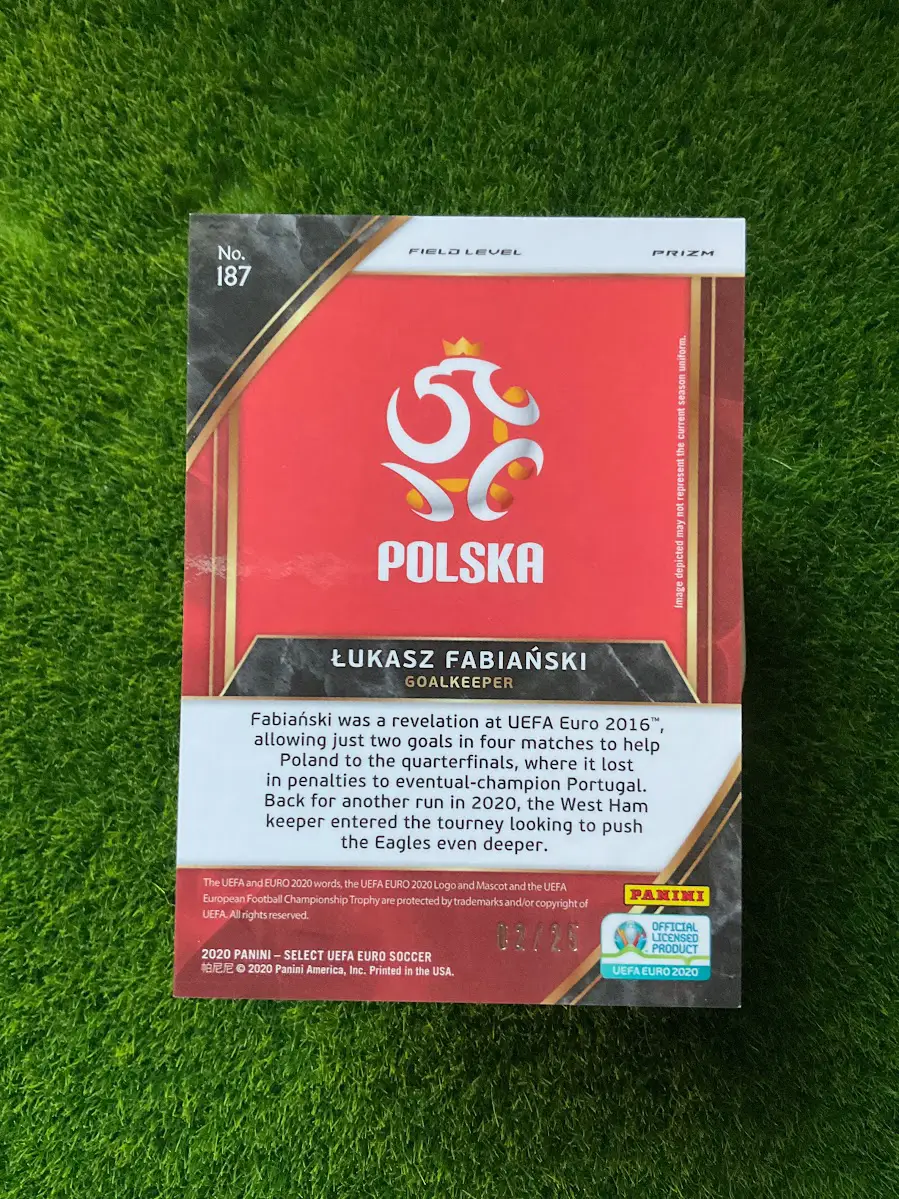 No.
187
FIELD LEVEL
PRIZM
Image depicted may not represent the current season uniform.
POLSKA
ŁUKASZ FABIAŃSKI
GOALKEEPER
Fabiański was a revelation at UEFA Euro 2016™,
allowing just two goals in four matches to help
Poland to the quarterfinals, where it lost
in penalties to eventual-champion Portugal.
Back for another run in 2020, the West Ham
keeper entered the tourney looking to push
the Eagles even deeper.
The UEFA and EURO 2020 words, the UEFA EURO 2020 Logo and Mascot and the UEFA
European Football Championship Trophy are protected by trademarks and/or copyright of
UEFA. All rights reserved.
PANINI
02/25
OFFICIAL
LICENSED
PRODUCT
UEFA EURO 2020
2020 PANINI – SELECT UEFA EURO SOCCER
帕尼尼 © 2020 Panini America, Inc. Printed in the USA.